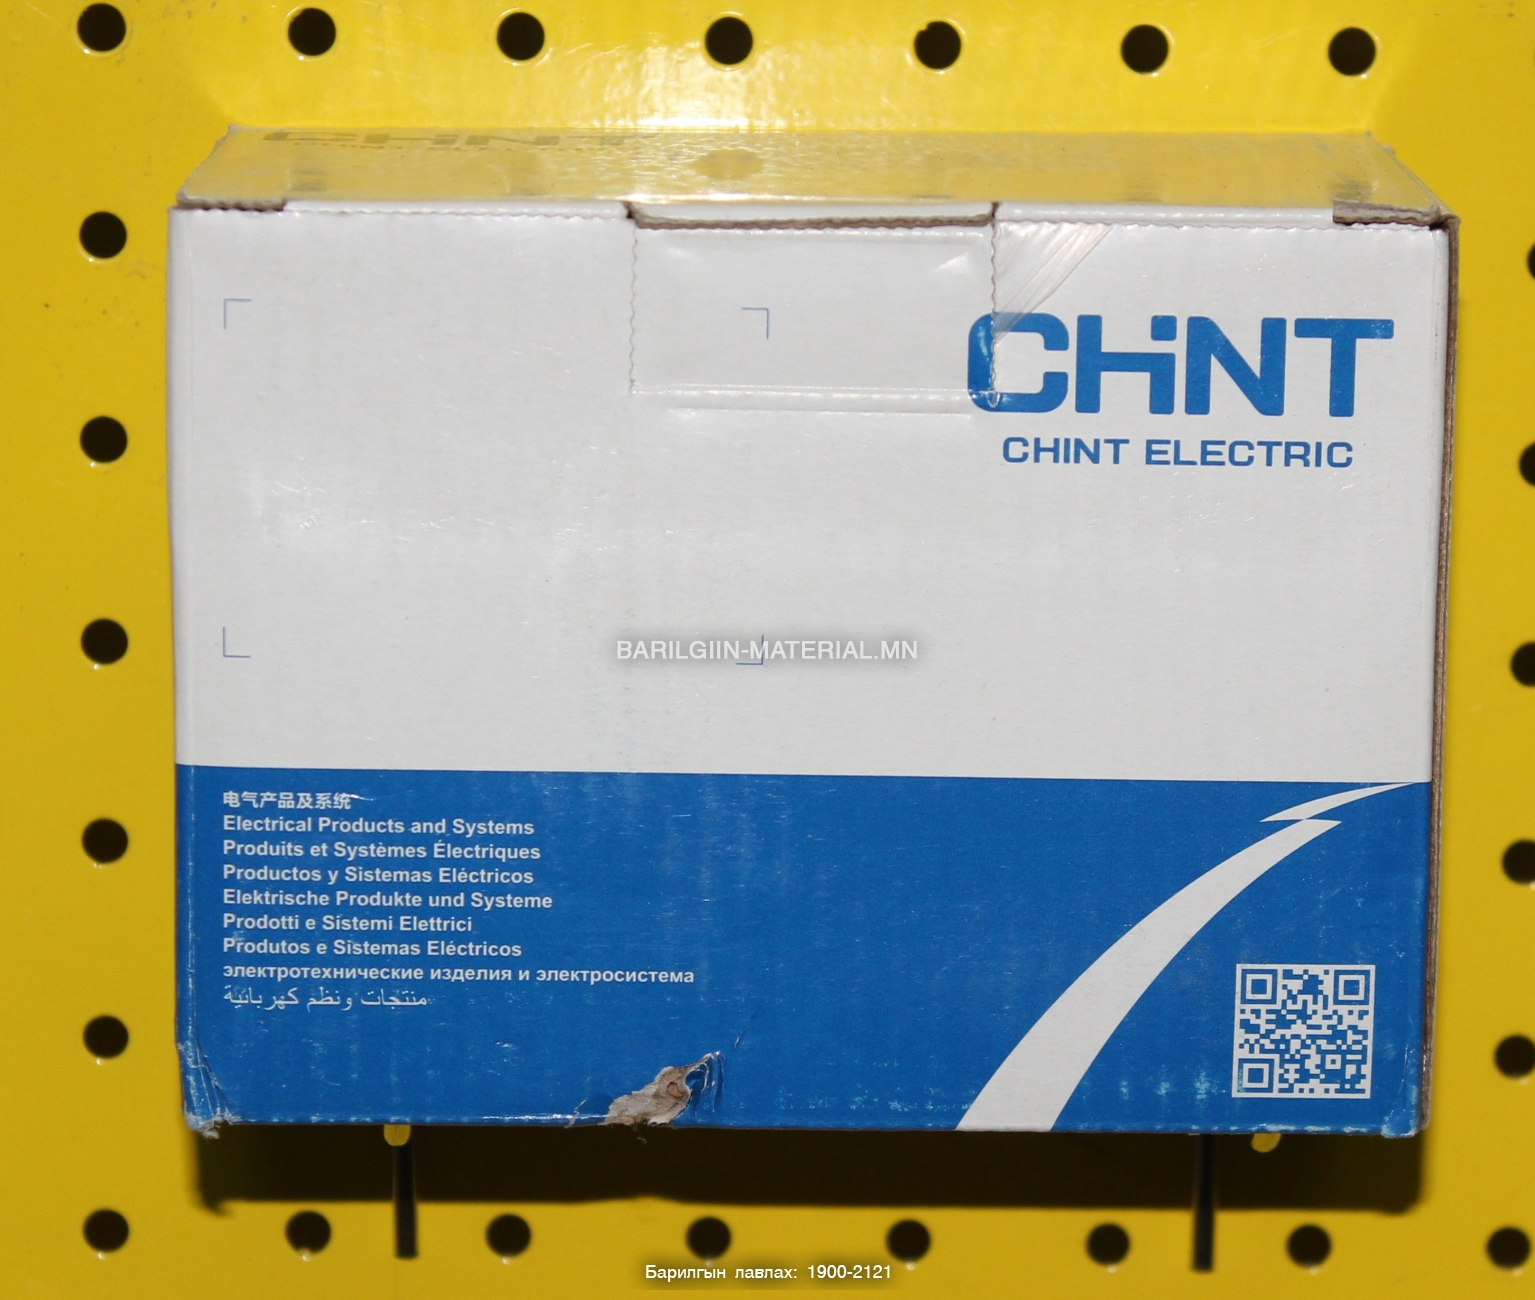 CHINT
CHINT
CHINT ELECTRIC
BARILGIIN-MATERIAL.MN
电气产品及系统
Electrical Products and Systems
Produits et Systèmes Électriques
Productos y Sistemas Eléctricos
Elektrische Produkte und Systeme
Prodotti e Sistemi Elettrici
Produtos e Sistemas Eléctricos
электротехнические изделия и электросистема
منتجات ونظم كهربائية
Барилгын лавлах: 1900-2121